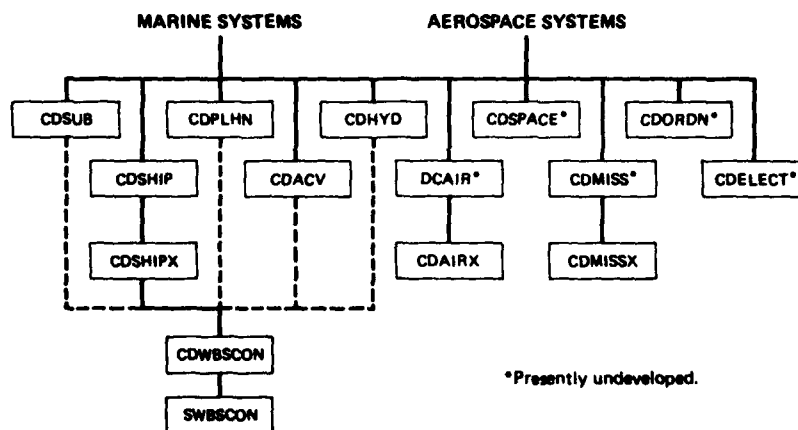 MARINE SYSTEMS AEROSPACE SYSTEMS
CDSUB CDPLHN CDHYD CDSPACE* CDORDN*
CDSHIP CDACV DCAIR* CDMISS* CDELECT*
CDSHIPX CDAIRX CDMISSX
CDWBSCON
*Presently undeveloped.
SWBSCON